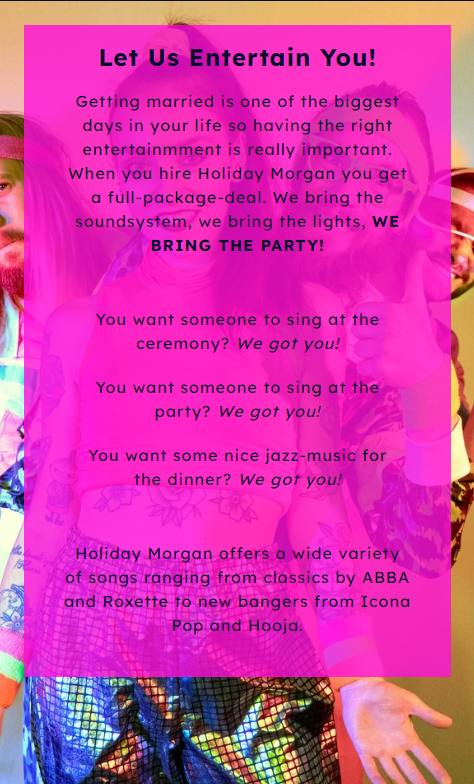 Let Us Entertain You!
Getting married is one of the biggest
days in your life so having the right
entertainmment is really important.
When you hire Holiday Morgan you get
a full-package-deal. We bring the
soundsystem, we bring the lights, WE
BRING THE PARTY!
You want someone to sing at the
ceremony? We got you!
You want someone to sing at the
party? We got you!
You want some nice jazz-music for
the dinner? We got you!
Holiday Morgan offers a wide variety
of songs ranging from classics by ABBA
and Roxette to new bangers from Icona
Pop and Hooja.